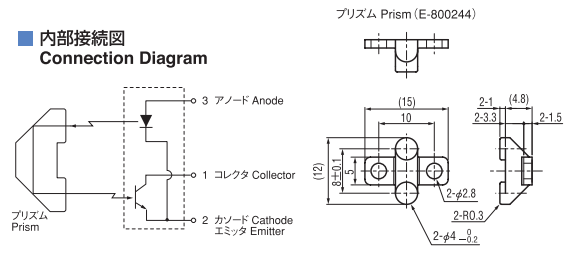 プリズム Prism (E-800244)
内部接続図
Connection Diagram
3 アノード Anode
1 コレクタ Collector
2 カソード Cathode
エミッタ Emitter
プリズム
Prism
(15)
10
(12)
8±0.1
5
2-φ2.8
2-R0.3
2-φ4 0 -0.2
2-1
(4.8)
2-3.3
2-1.5